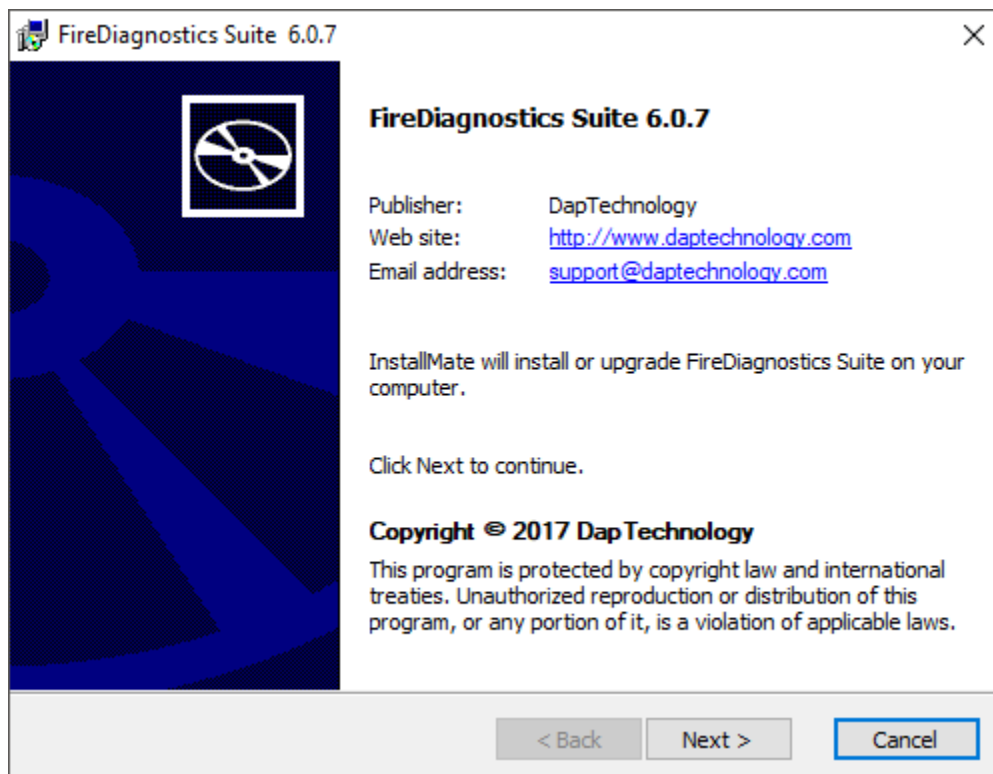 FireDiagnostics Suite 6.0.7
FireDiagnostics Suite 6.0.7
Publisher: DapTechnology
Web site: http://www.daptechnology.com
Email address: support@daptechnology.com
InstallMate will install or upgrade FireDiagnostics Suite on your
computer.
Click Next to continue.
Copyright © 2017 DapTechnology
This program is protected by copyright law and international
treaties. Unauthorized reproduction or distribution of this
program, or any portion of it, is a violation of applicable laws.
< Back Next > Cancel